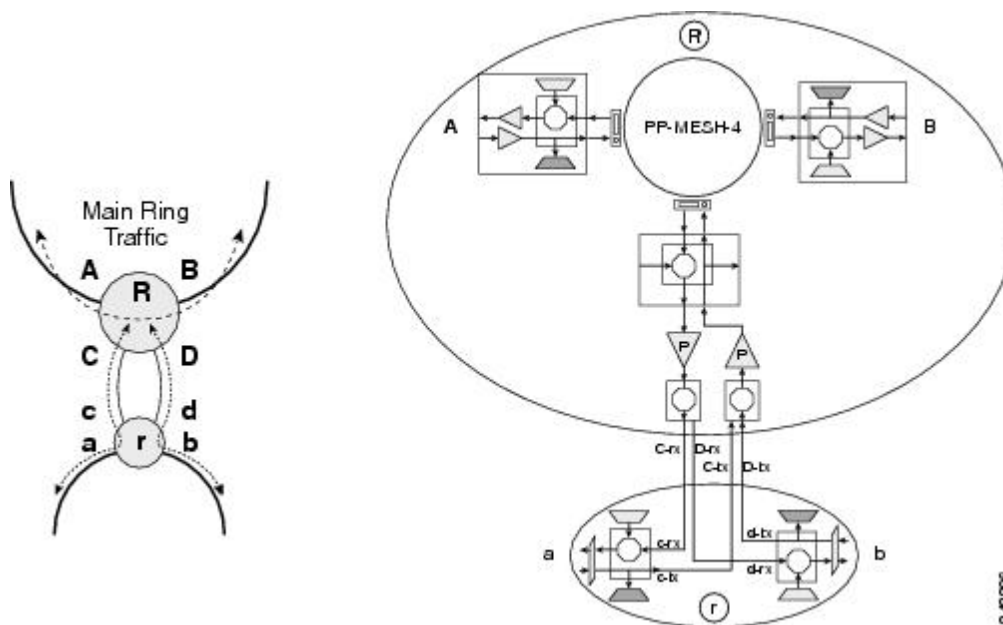 Main Ring
Traffic
A
B
R
C
D
c
d
a
r
b
R
A
PP-MESH-4
B
P
P
C-rx
D-rx
C-tx
D-tx
a
c-rx
c-tx
d-tx
d-rx
b
r